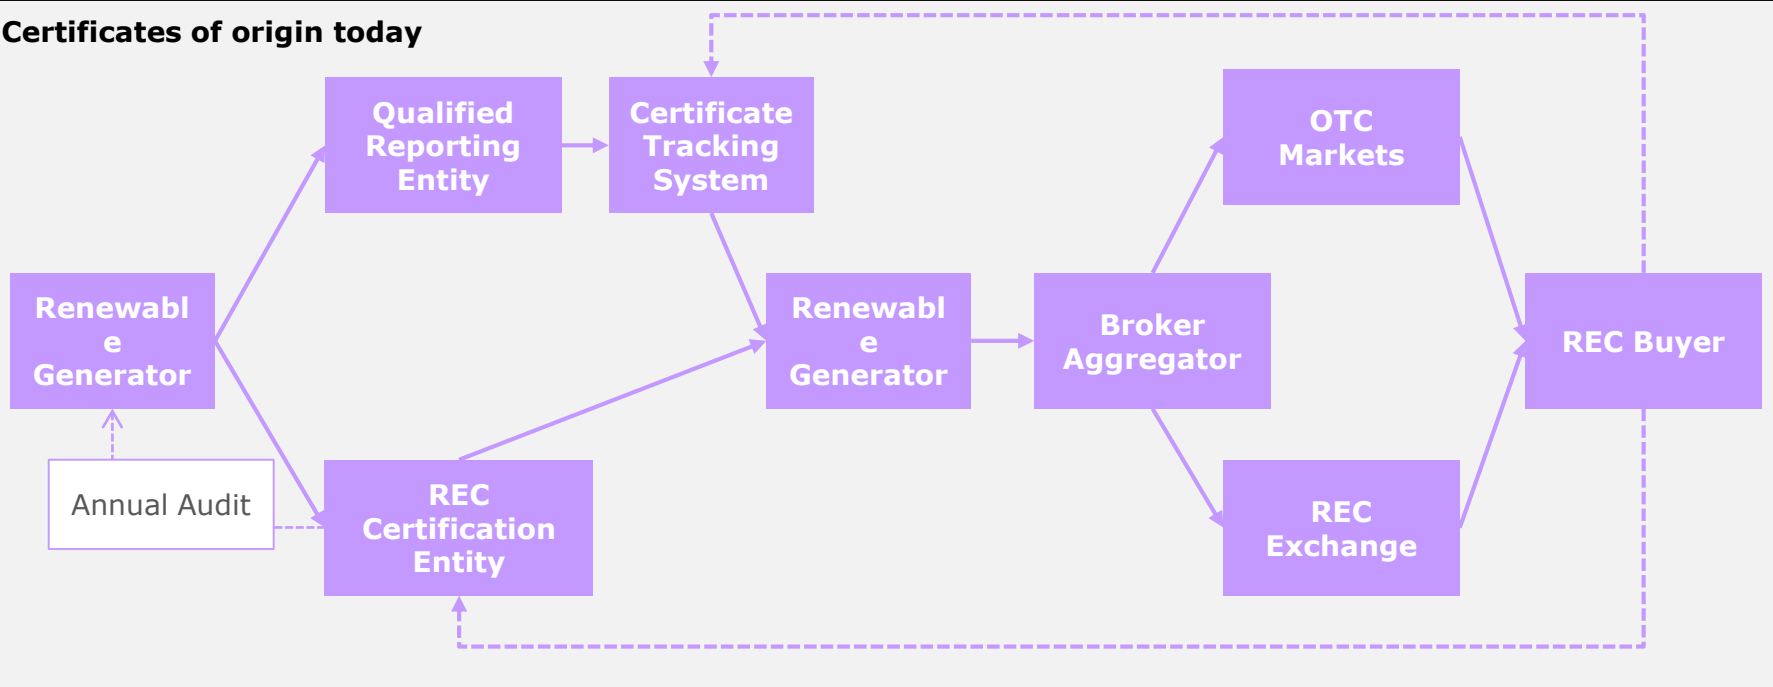 Certificates of origin today
Qualified
Reporting
Entity
Certificate
Tracking
System
OTC
Markets
Renewabl
e
Generator
Renewabl
e
Generator
Broker
Aggregator
REC Buyer
Annual Audit
REC
Certification
Entity
REC
Exchange